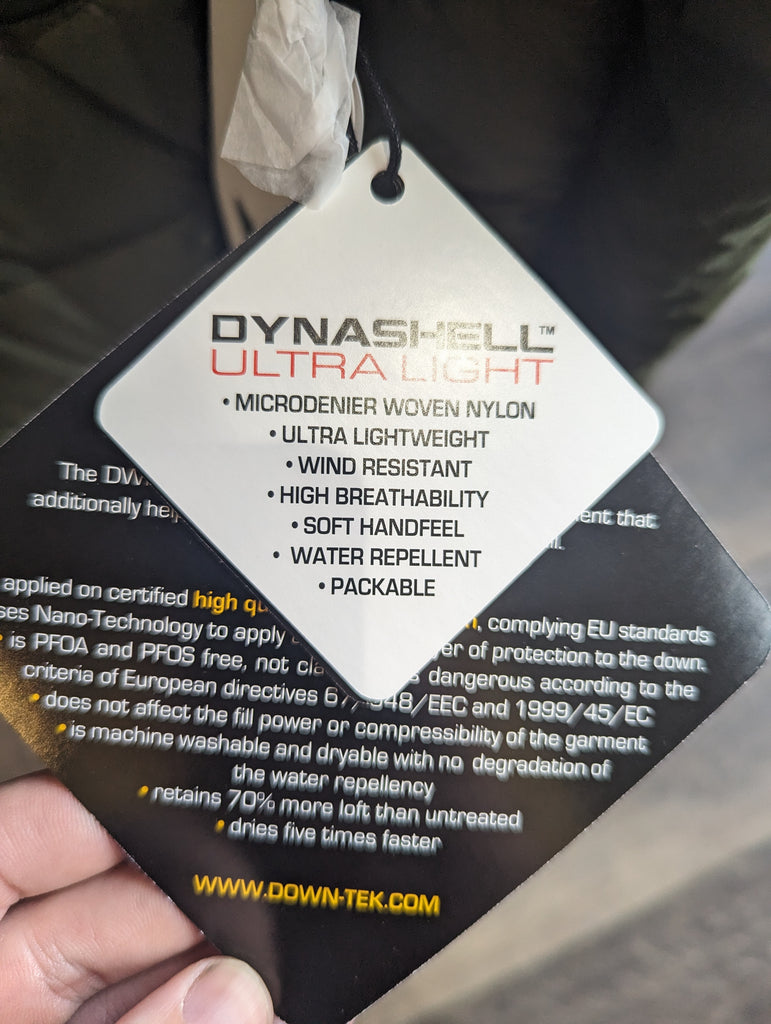 DYNASHELL™
ULTRA LIGHT
• MICRODENIER WOVEN NYLON
• ULTRA LIGHTWEIGHT
• WIND RESISTANT
• HIGH BREATHABILITY
• SOFT HANDFEEL
• WATER REPELLENT
• PACKABLE
The
additionally that
applied on certified high complying EU standards
Nano-Technology to apply of protection to the down
• is PFOA and PFOS free, not dangerous according to the
criteria of European directives /EEC and 1999/45/EC
• does not affect the fill power or compressibility of the garment
• is machine washable and dryable with no degradation of
the water repellency
• retains 70% more loft than untreated
• dries five times faster
WWW.DOWN-TEK.COM